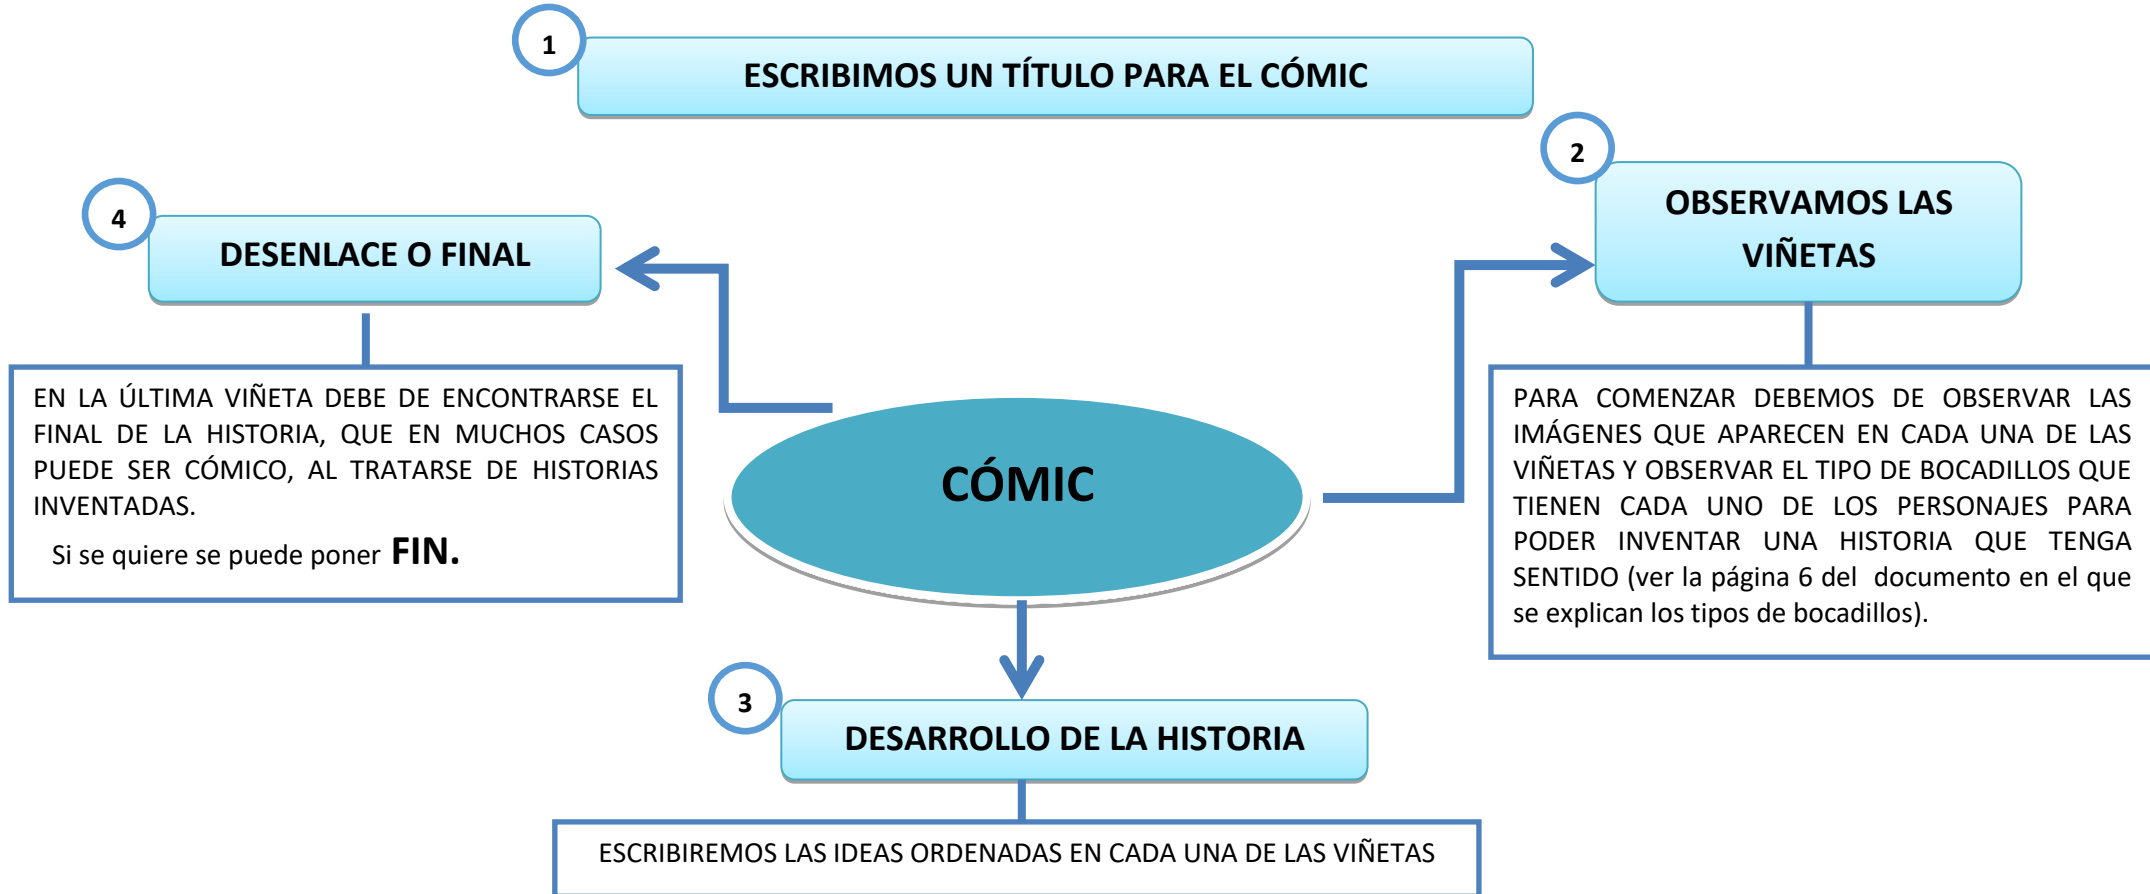 1
ESCRIBIMOS UN TÍTULO PARA EL CÓMIC
2
OBSERVAMOS LAS
VIÑETAS
PARA COMENZAR DEBEMOS DE OBSERVAR LAS
IMÁGENES QUE APARECEN EN CADA UNA DE LAS
VIÑETAS Y OBSERVAR EL TIPO DE BOCADILLOS QUE
TIENEN CADA UNO DE LOS PERSONAJES PARA
PODER INVENTAR UNA HISTORIA QUE TENGA
SENTIDO (ver la página 6 del documento en el que
se explican los tipos de bocadillos).
CÓMIC
3
DESARROLLO DE LA HISTORIA
ESCRIBIREMOS LAS IDEAS ORDENADAS EN CADA UNA DE LAS VIÑETAS
4
DESENLACE O FINAL
EN LA ÚLTIMA VIÑETA DEBE DE ENCONTRARSE EL
FINAL DE LA HISTORIA, QUE EN MUCHOS CASOS
PUEDE SER CÓMICO, AL TRATARSE DE HISTORIAS
INVENTADAS.
Si se quiere se puede poner FIN.